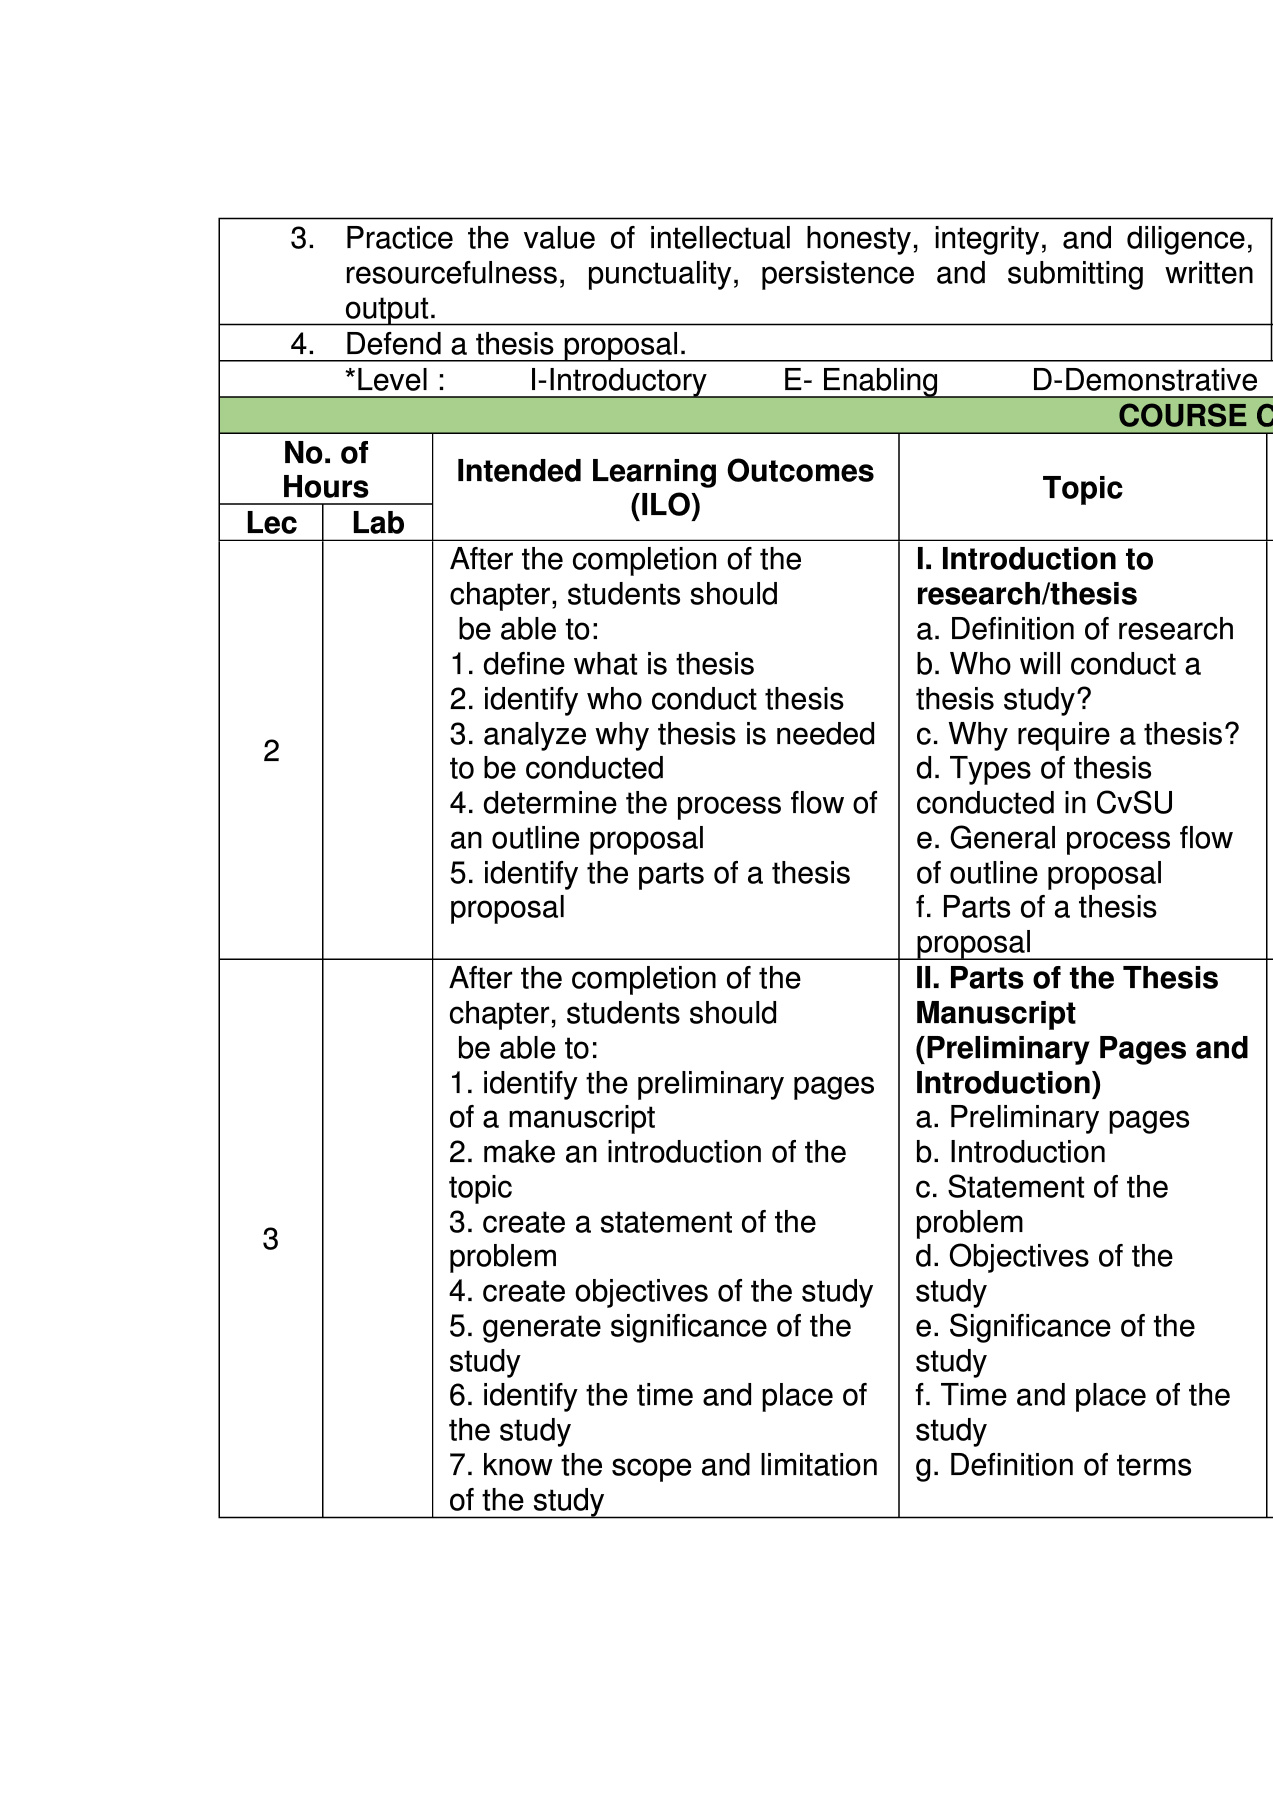 3. Practice the value of intellectual honesty, integrity, and diligence,
resourcefulness, punctuality, persistence and submitting written
output.
4. Defend a thesis proposal.
*Level : I-Introductory E- Enabling D-Demonstrative
COURSE C
No. of
Hours
Lec Lab
Intended Learning Outcomes
(ILO)
Topic
2
After the completion of the
chapter, students should
be able to:
1. define what is thesis
2. identify who conduct thesis
3. analyze why thesis is needed
to be conducted
4. determine the process flow of
an outline proposal
5. identify the parts of a thesis
proposal
I. Introduction to
research/thesis
a. Definition of research
b. Who will conduct a
thesis study?
c. Why require a thesis?
d. Types of thesis
conducted in CvSU
e. General process flow
of outline proposal
f. Parts of a thesis
proposal
3
After the completion of the
chapter, students should
be able to:
1. identify the preliminary pages
of a manuscript
2. make an introduction of the
topic
3. create a statement of the
problem
4. create objectives of the study
5. generate significance of the
study
6. identify the time and place of
the study
7. know the scope and limitation
of the study
II. Parts of the Thesis
Manuscript
(Preliminary Pages and
Introduction)
a. Preliminary pages
b. Introduction
c. Statement of the
problem
d. Objectives of the
study
e. Significance of the
study
f. Time and place of the
study
g. Definition of terms